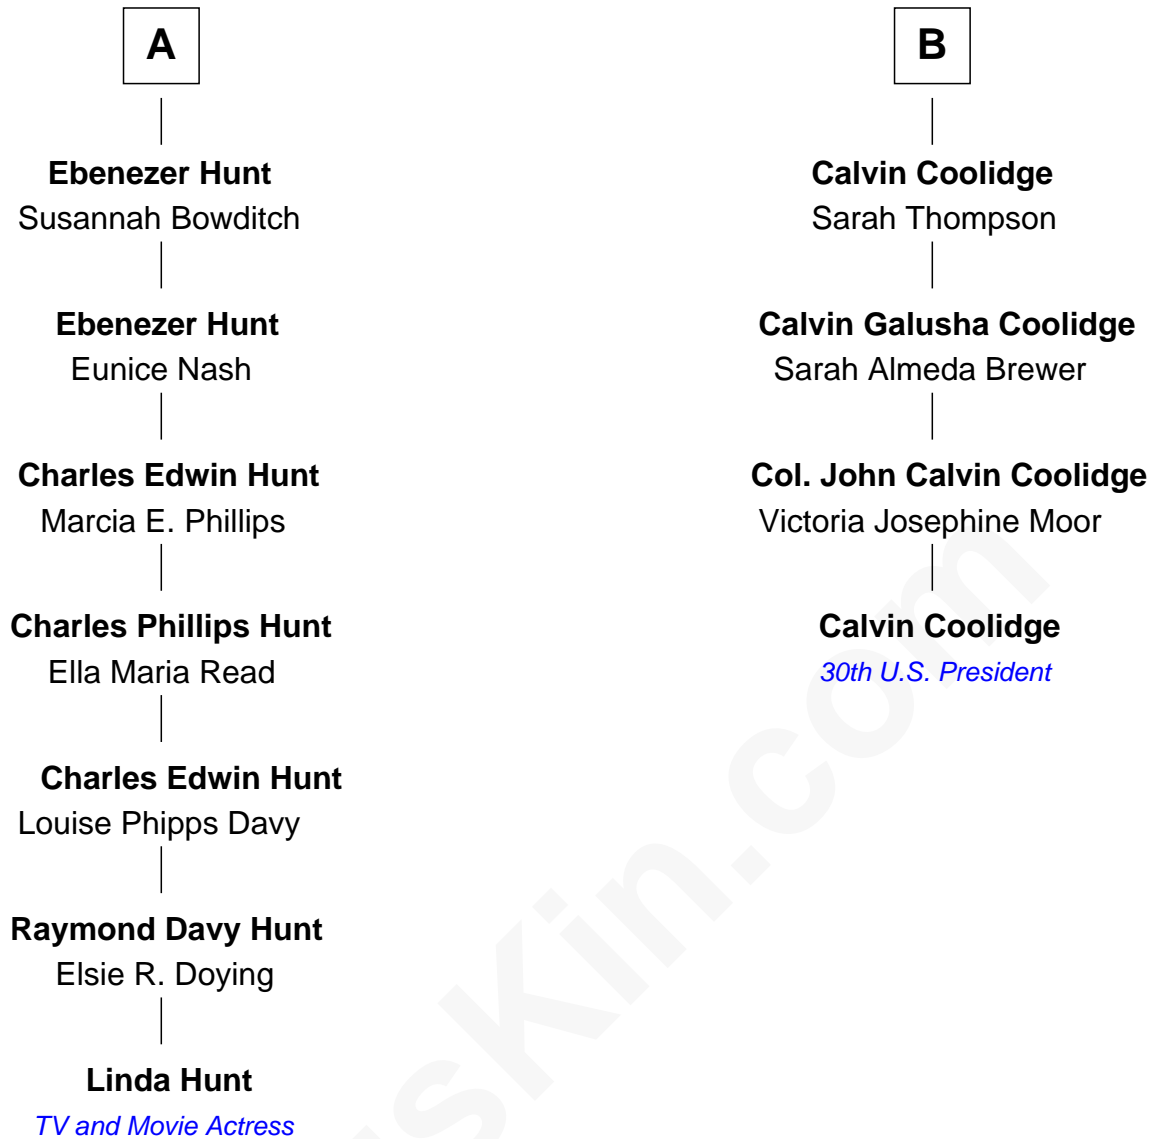 A
Ebenezer Hunt
Susannah Bowditch
Ebenezer Hunt
Eunice Nash
Charles Edwin Hunt
Marcia E. Phillips
Charles Phillips Hunt
Ella Maria Read
Charles Edwin Hunt
Louise Phipps Davy
Raymond Davy Hunt
Elsie R. Doying
Linda Hunt
TV and Movie Actress
B
Calvin Coolidge
Sarah Thompson
Calvin Galusha Coolidge
Sarah Almeda Brewer
Col. John Calvin Coolidge
Victoria Josephine Moor
Calvin Coolidge
30th U.S. President
usKin.com